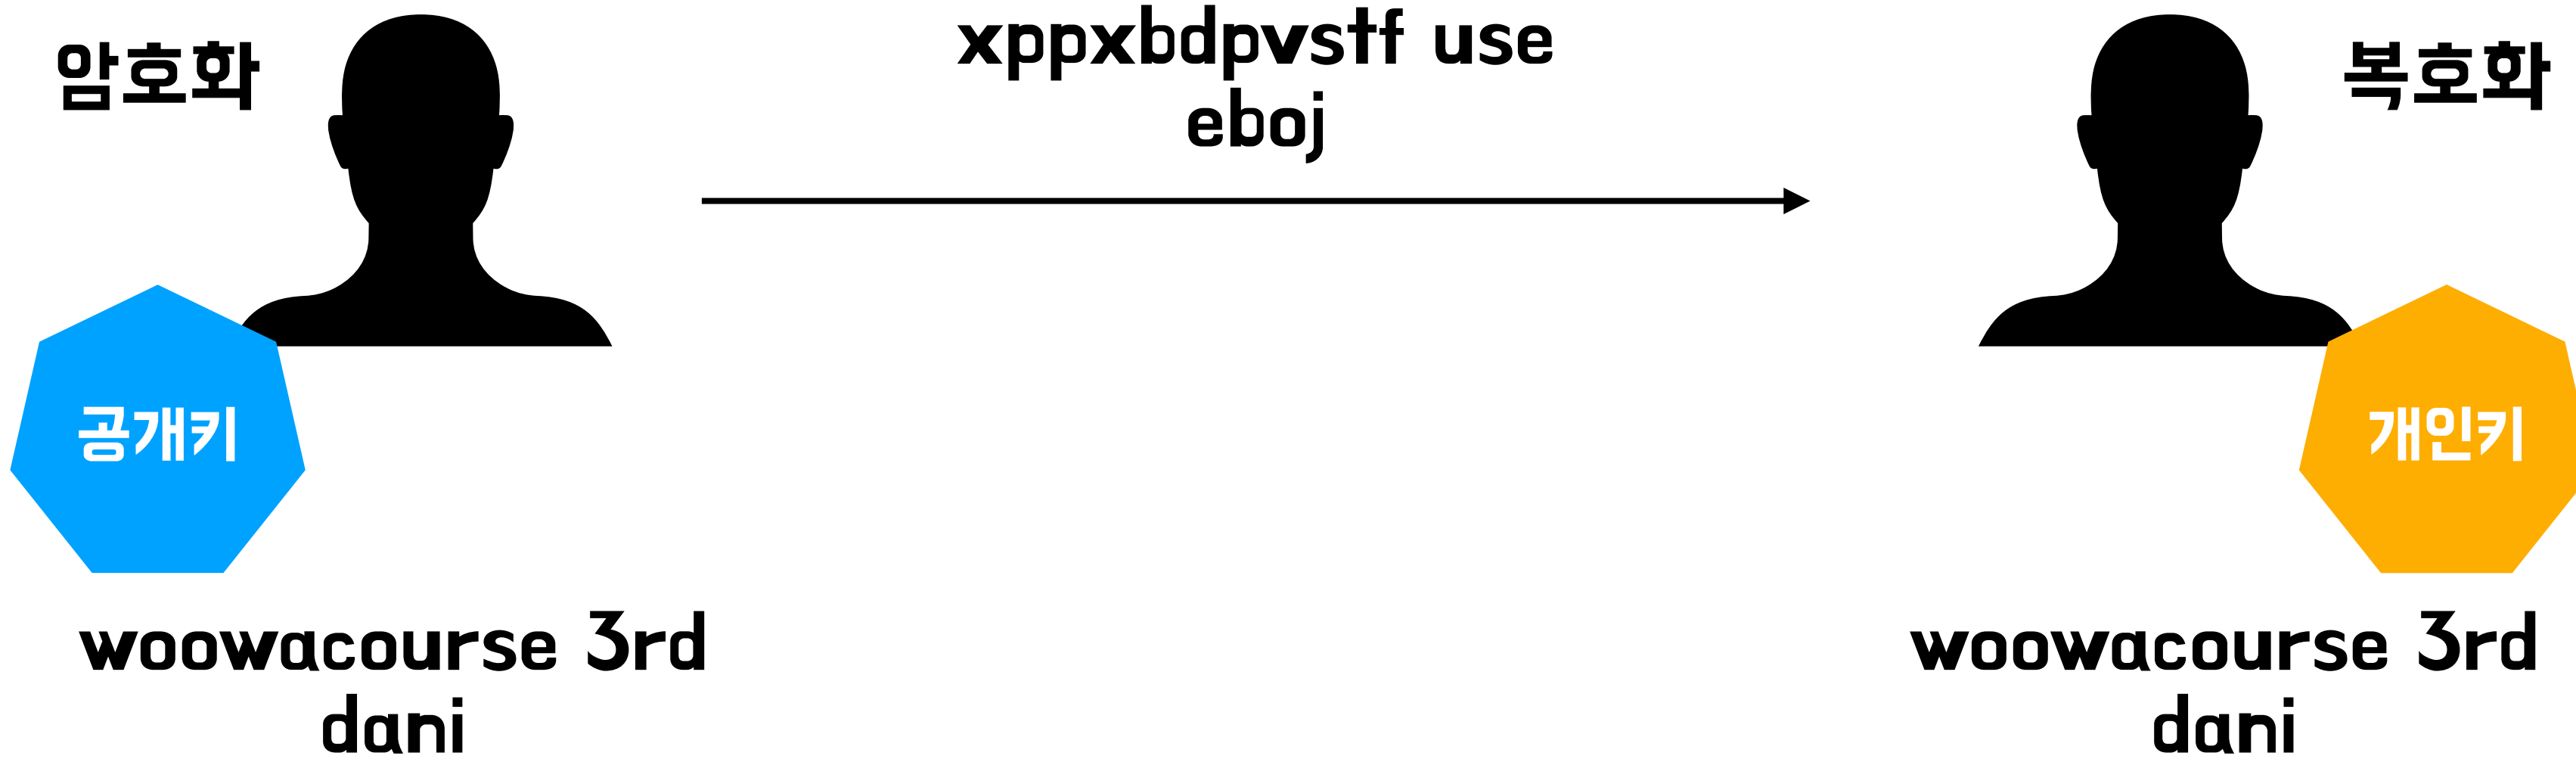 암호화
xppxbdpvstf use
eboj
복호화
공개키
개인키
woowacourse 3rd
dani
woowacourse 3rd
dani